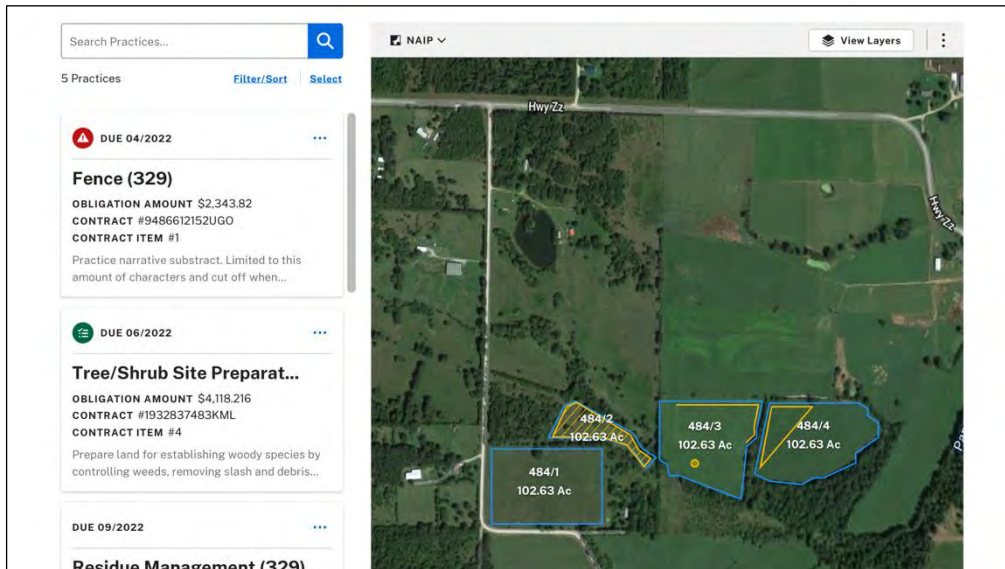 Search Practices...
5 Practices
Filter/Sort
Select
DUE 04/2022
Fence (329)
OBLIGATION AMOUNT $2,343.82
CONTRACT #9486612152UGO
CONTRACT ITEM #1
Practice narrative substract. Limited to this
amount of characters and cut off when...
DUE 06/2022
Tree/Shrub Site Preparat...
OBLIGATION AMOUNT $4,118.216
CONTRACT #1932837483KML
CONTRACT ITEM #4
Prepare land for establishing woody species by
controlling weeds, removing slash and debris...
DUE 09/2022
Residue Management (329)
NAIP
View Layers
Hwy Zz
Hwy Zz
484/2
102.63 Ac
484/3
102.63 Ac
484/4
102.63 Ac
484/1
102.63 Ac